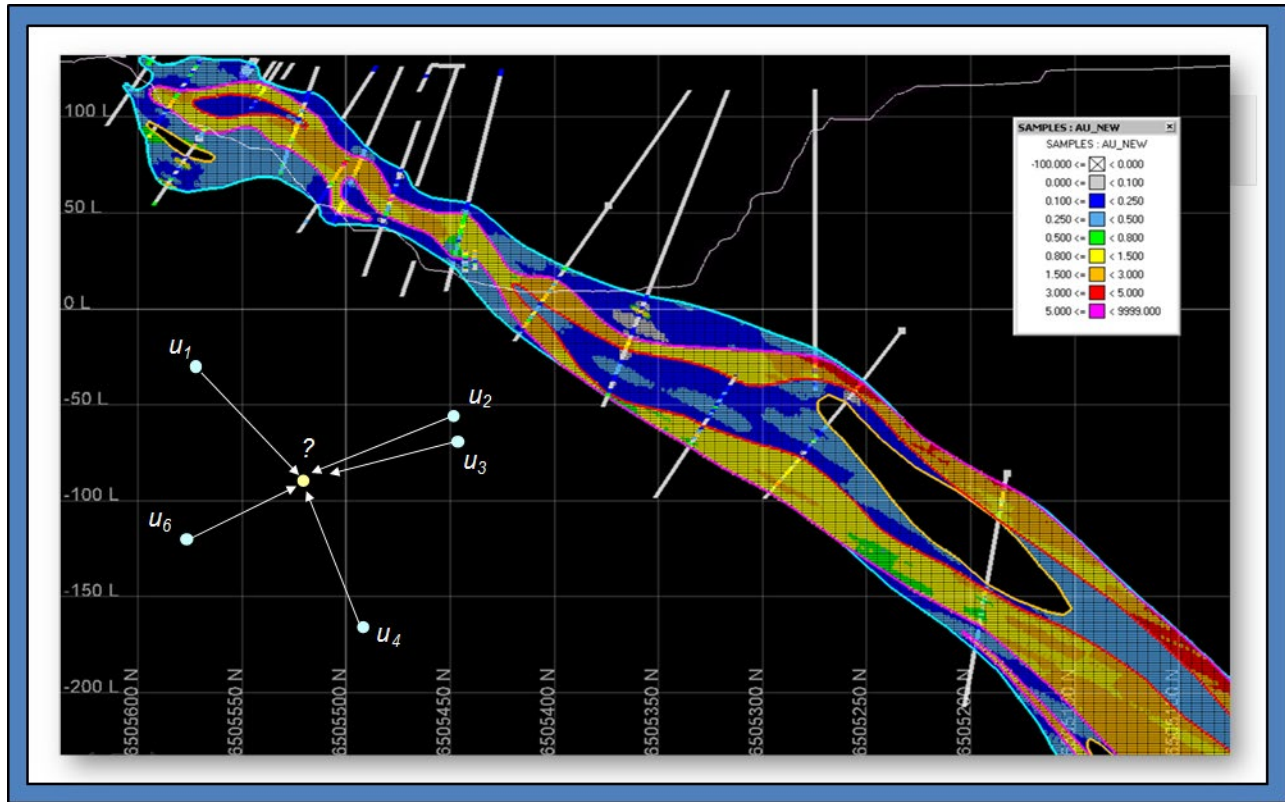 100 L
50 L
0 L
-50 L
-100 L
-150 L
-200 L
SAMPLES : AU_NEW
SAMPLES : AU_NEW
-100.000 <= < 0.000
0.000 <= < 0.100
0.100 <= < 0.250
0.250 <= < 0.500
0.500 <= < 0.800
0.800 <= < 1.500
1.500 <= < 3.000
3.000 <= < 5.000
5.000 <= < 9999.000
u1
u2
?
u3
u6
u4
6505600 N
6505550 N
6505500 N
6505450 N
6505400 N
6505350 N
6505300 N
6505250 N
6505200 N